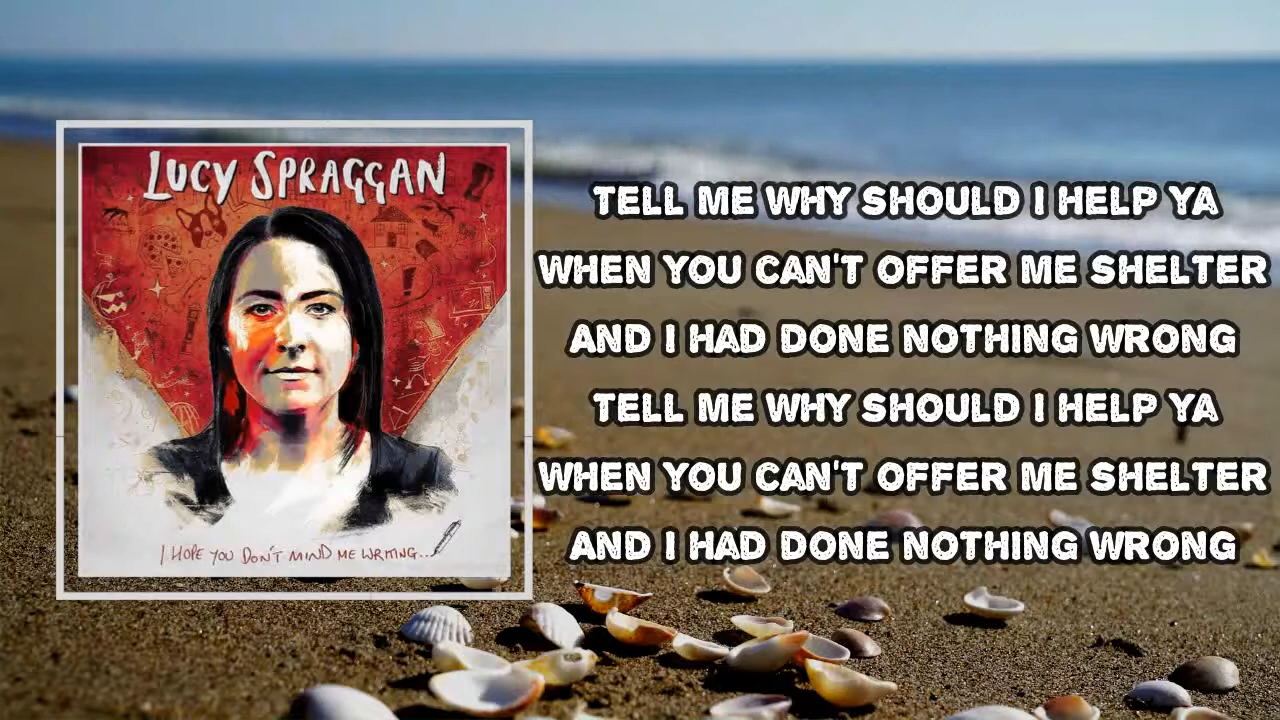 LUCY SPRAGGAN
I HOPE YOU DON'T MIND ME WRITING...
TELL ME WHY SHOULD I HELP YA
WHEN YOU CAN'T OFFER ME SHELTER
AND I HAD DONE NOTHING WRONG
TELL ME WHY SHOULD I HELP YA
WHEN YOU CAN'T OFFER ME SHELTER
AND I HAD DONE NOTHING WRONG